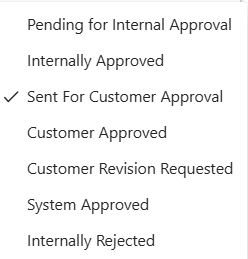 Pending for Internal Approval
Internally Approved
Sent For Customer Approval
Customer Approved
Customer Revision Requested
System Approved
Internally Rejected